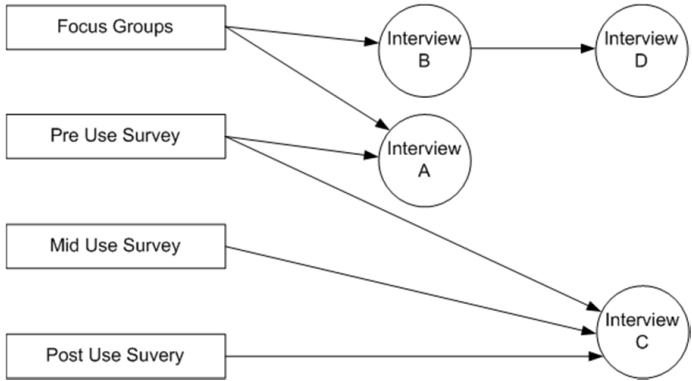 Focus Groups
Interview
B
Interview
D
Pre Use Survey
Interview
A
Mid Use Survey
Interview
C
Post Use Suvery